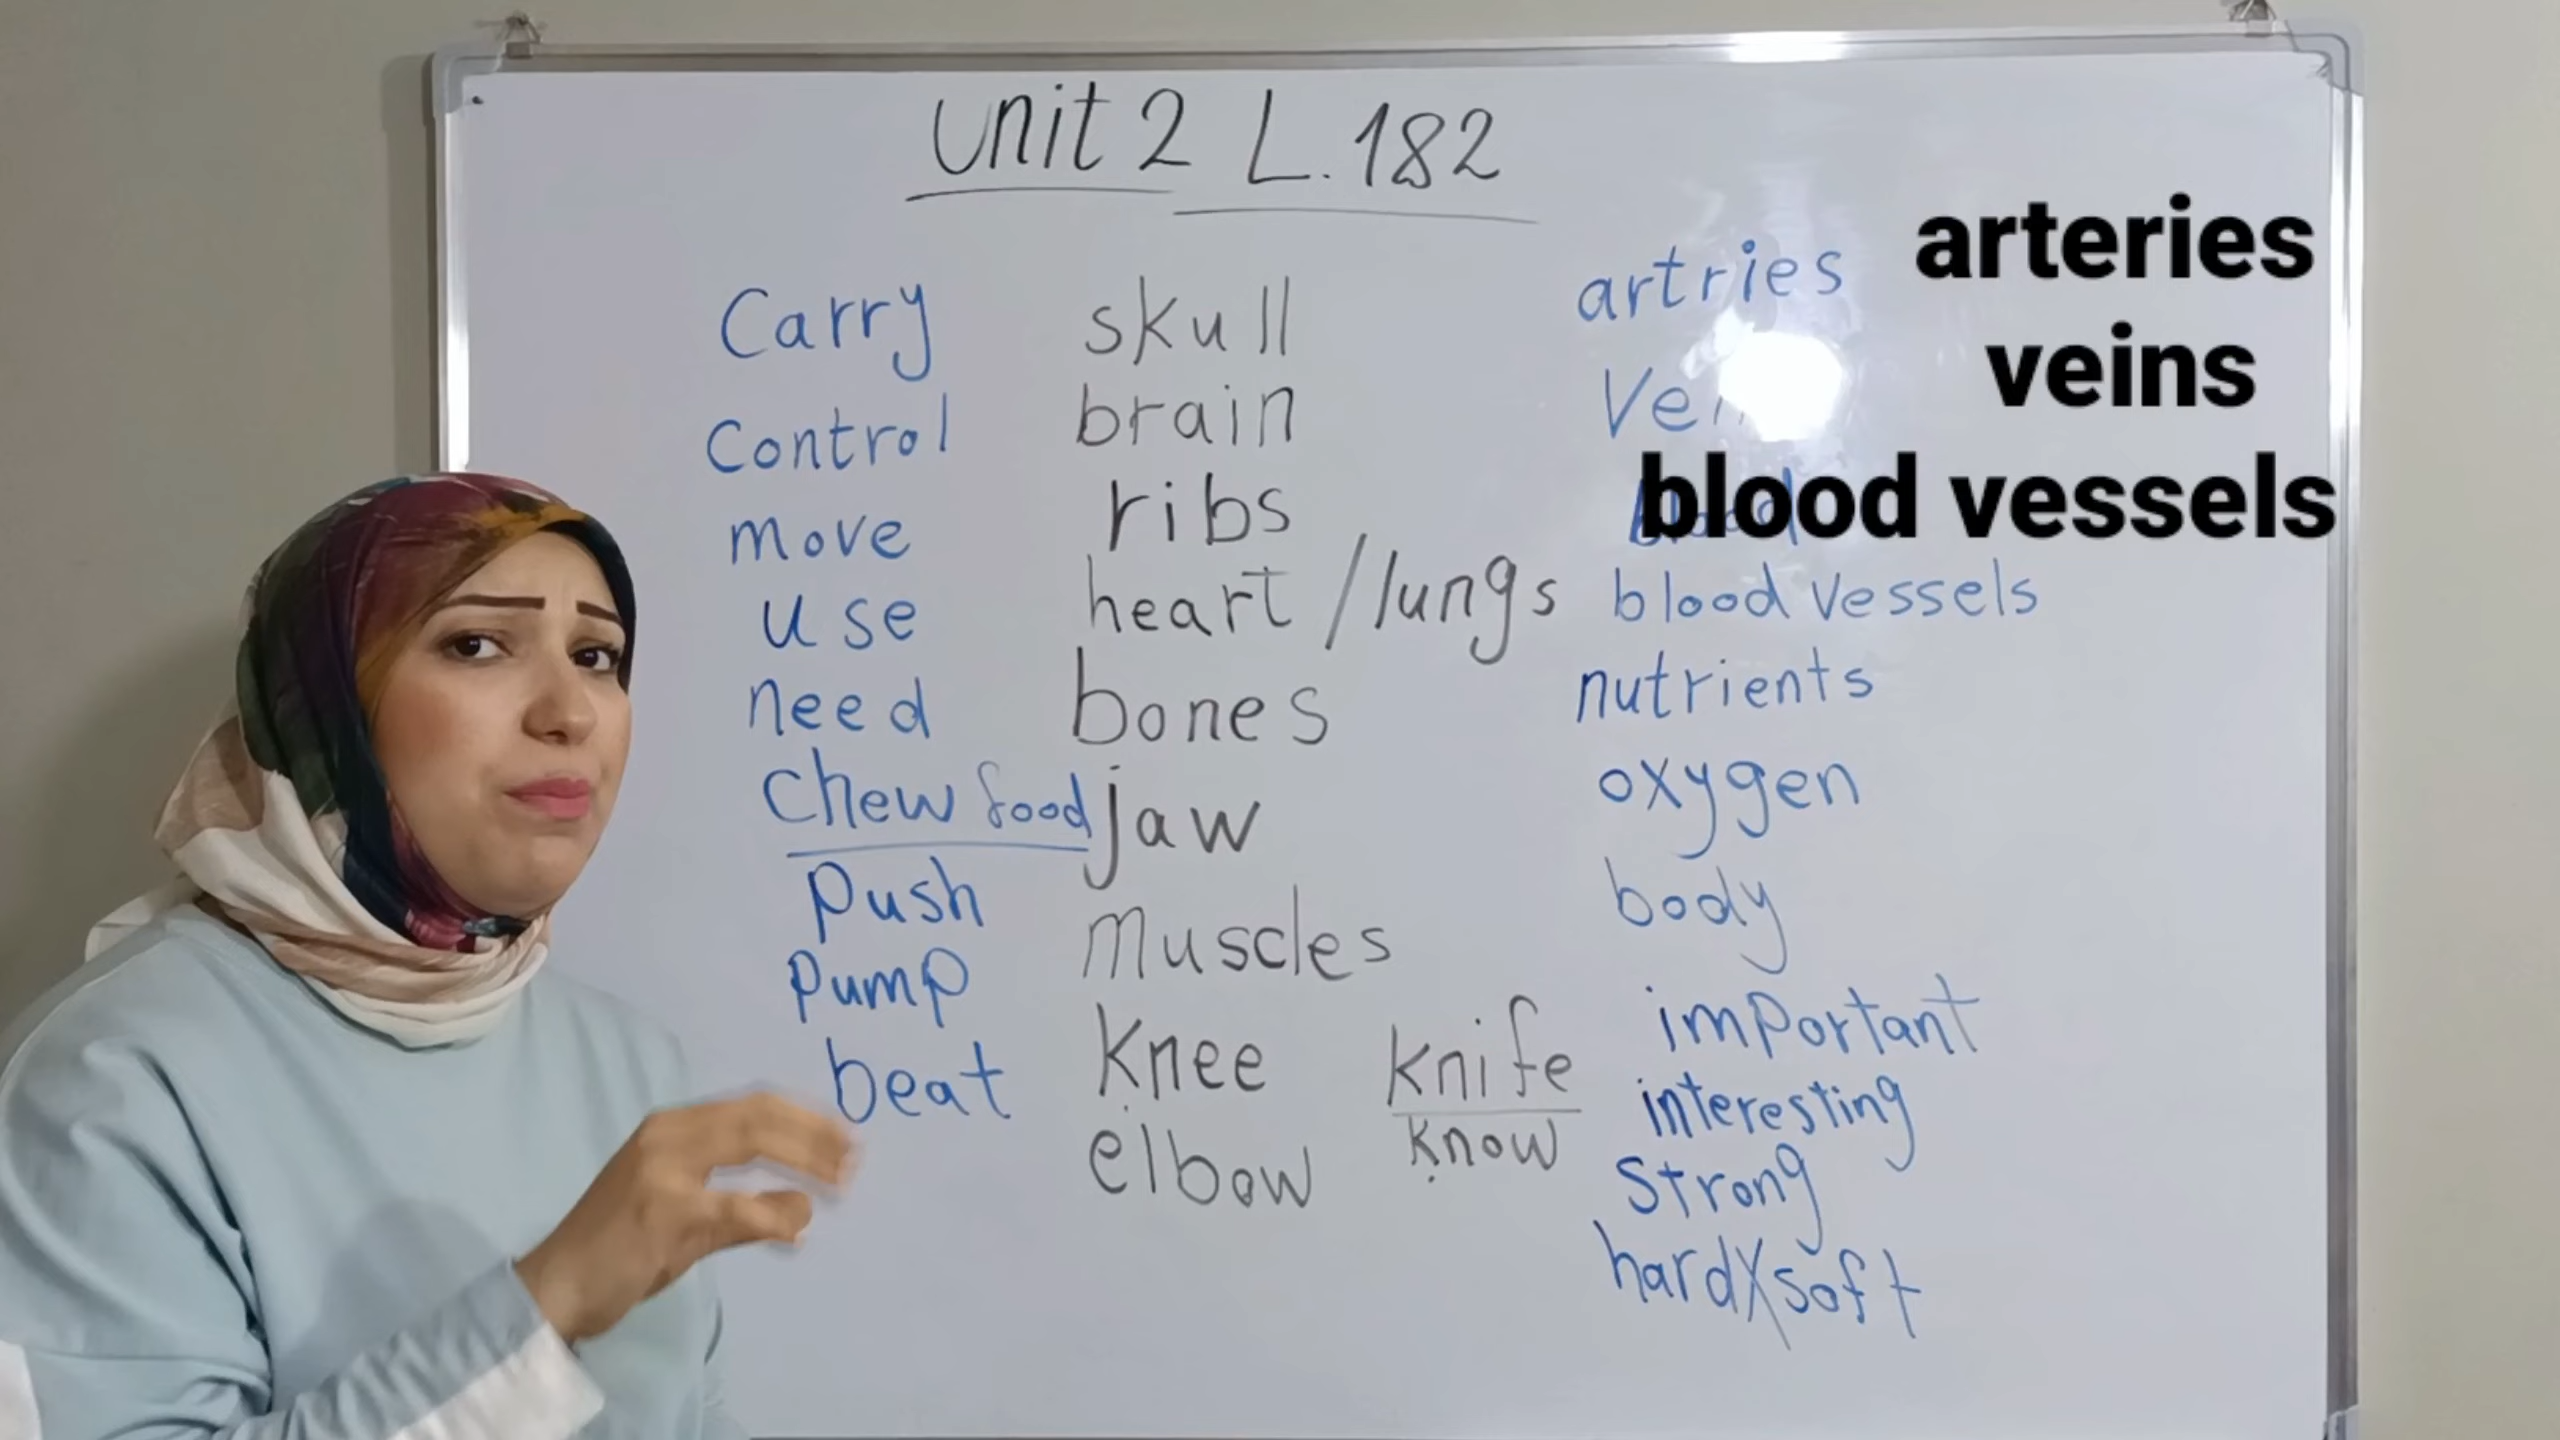 Unit 2 L.1&2
Carry
Control
move
use
need
Chew food
Push
Pump
beat
skull
brain
ribs
heart / lungs
bones
jaw
muscles
Knee
elbow
knife
know
artries
blood vessels
nutrients
oxygen
body
important
interesting
Strong
hard X soft
arteries
veins
blood vessels